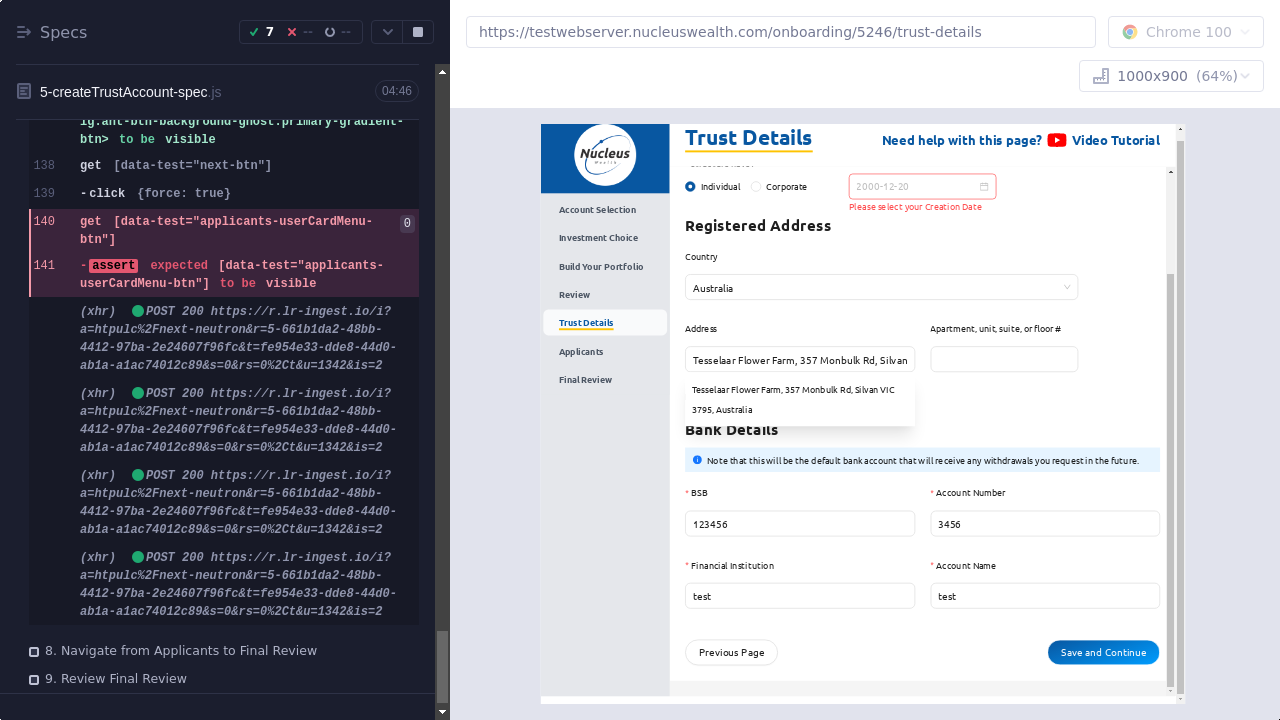 Specs
7
--
--
5-createTrustAccount-spec.js
04:46
ig.ant-btn-background-ghost.primary-gradient-
btn> to be visible
138 get [data-test="next-btn"]
139 -click {force: true}
140 get [data-test="applicants-userCardMenu-
btn"]
0
141 -assert expected [data-test="applicants-
userCardMenu-btn"] to be visible
(xhr) POST 200 https://r.lr-ingest.io/i?
a=htpulc%2Fnext-neutron&r=5-661b1da2-48bb-
4412-97ba-2e24607f96fc&t=fe954e33-dde8-44d0-
ab1a-a1ac74012c89&s=0&rs=0%2Ct&u=1342&is=2
(xhr) POST 200 https://r.lr-ingest.io/i?
a=htpulc%2Fnext-neutron&r=5-661b1da2-48bb-
4412-97ba-2e24607f96fc&t=fe954e33-dde8-44d0-
ab1a-a1ac74012c89&s=0&rs=0%2Ct&u=1342&is=2
(xhr) POST 200 https://r.lr-ingest.io/i?
a=htpulc%2Fnext-neutron&r=5-661b1da2-48bb-
4412-97ba-2e24607f96fc&t=fe954e33-dde8-44d0-
ab1a-a1ac74012c89&s=0&rs=0%2Ct&u=1342&is=2
(xhr) POST 200 https://r.lr-ingest.io/i?
a=htpulc%2Fnext-neutron&r=5-661b1da2-48bb-
4412-97ba-2e24607f96fc&t=fe954e33-dde8-44d0-
ab1a-a1ac74012c89&s=0&rs=0%2Ct&u=1342&is=2
8. Navigate from Applicants to Final Review
9. Review Final Review
https://testwebserver.nucleuswealth.com/onboarding/5246/trust-details
Chrome 100
1000x900 (64%)
Nucleus
Wealth
Account Selection
Investment Choice
Build Your Portfolio
Review
Trust Details
Applicants
Final Review
Trust Details
Need help with this page? Video Tutorial
Individual
Corporate
2000-12-20
Please select your Creation Date
Registered Address
Country
Australia
Address
Apartment, unit, suite, or floor #
Tesselaar Flower Farm, 357 Monbulk Rd, Silvan
Tesselaar Flower Farm, 357 Monbulk Rd, Silvan VIC
3795, Australia
Bank Details
Note that this will be the default bank account that will receive any withdrawals you request in the future.
* BSB
* Account Number
123456
3456
* Financial Institution
* Account Name
test
test
Previous Page
Save and Continue